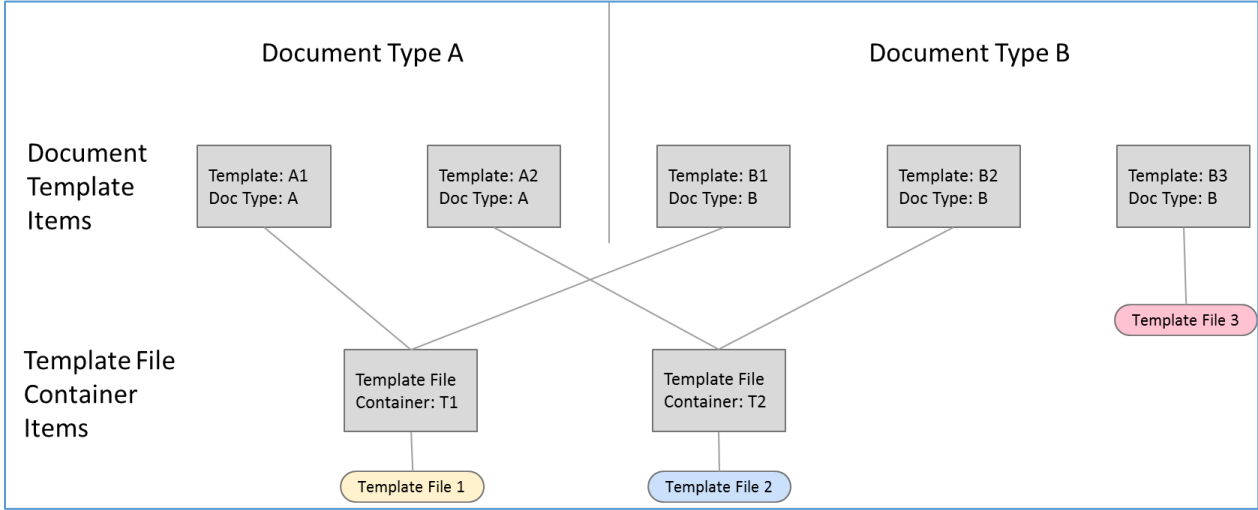 Document Type A
Document Type B
Document
Template
Items
Template: A1
Doc Type: A
Template: A2
Doc Type: A
Template: B1
Doc Type: B
Template: B2
Doc Type: B
Template: B3
Doc Type: B
Template File 3
Template File
Container
Items
Template File
Container: T1
Template File
Container: T2
Template File 1
Template File 2